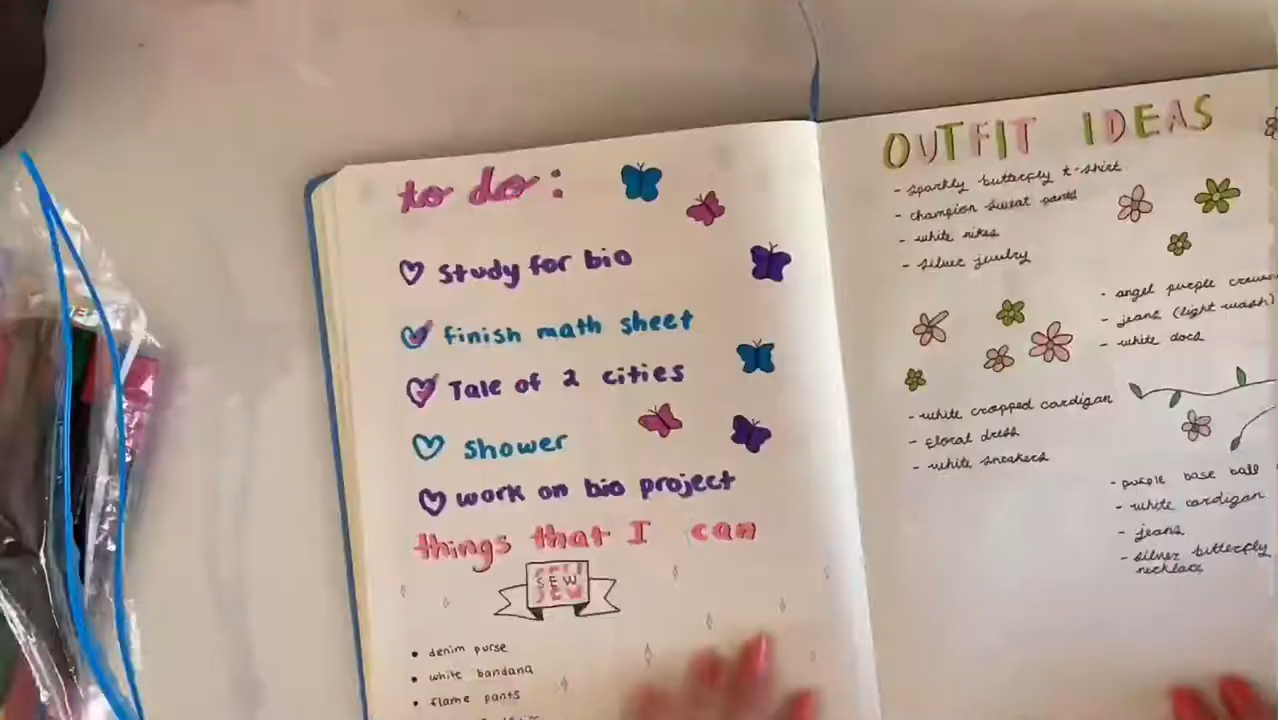 to do:
study for bio
finish math sheet
Tale of 2 cities
shower
work on bio project
things that I can
SEW
• denim purse
• white bandana
• flame pants
OUTFIT IDEAS
- sparkly butterfly t-shirt
- champion sweat pants
- white nikes
- silver jewlry
- angel purple
- jeans (light wash)
- white docs
- white cropped cardigan
- floral dress
- white sneakers
- purple base ball
- white cardigan
- jeans
- silver butterfly
necklace